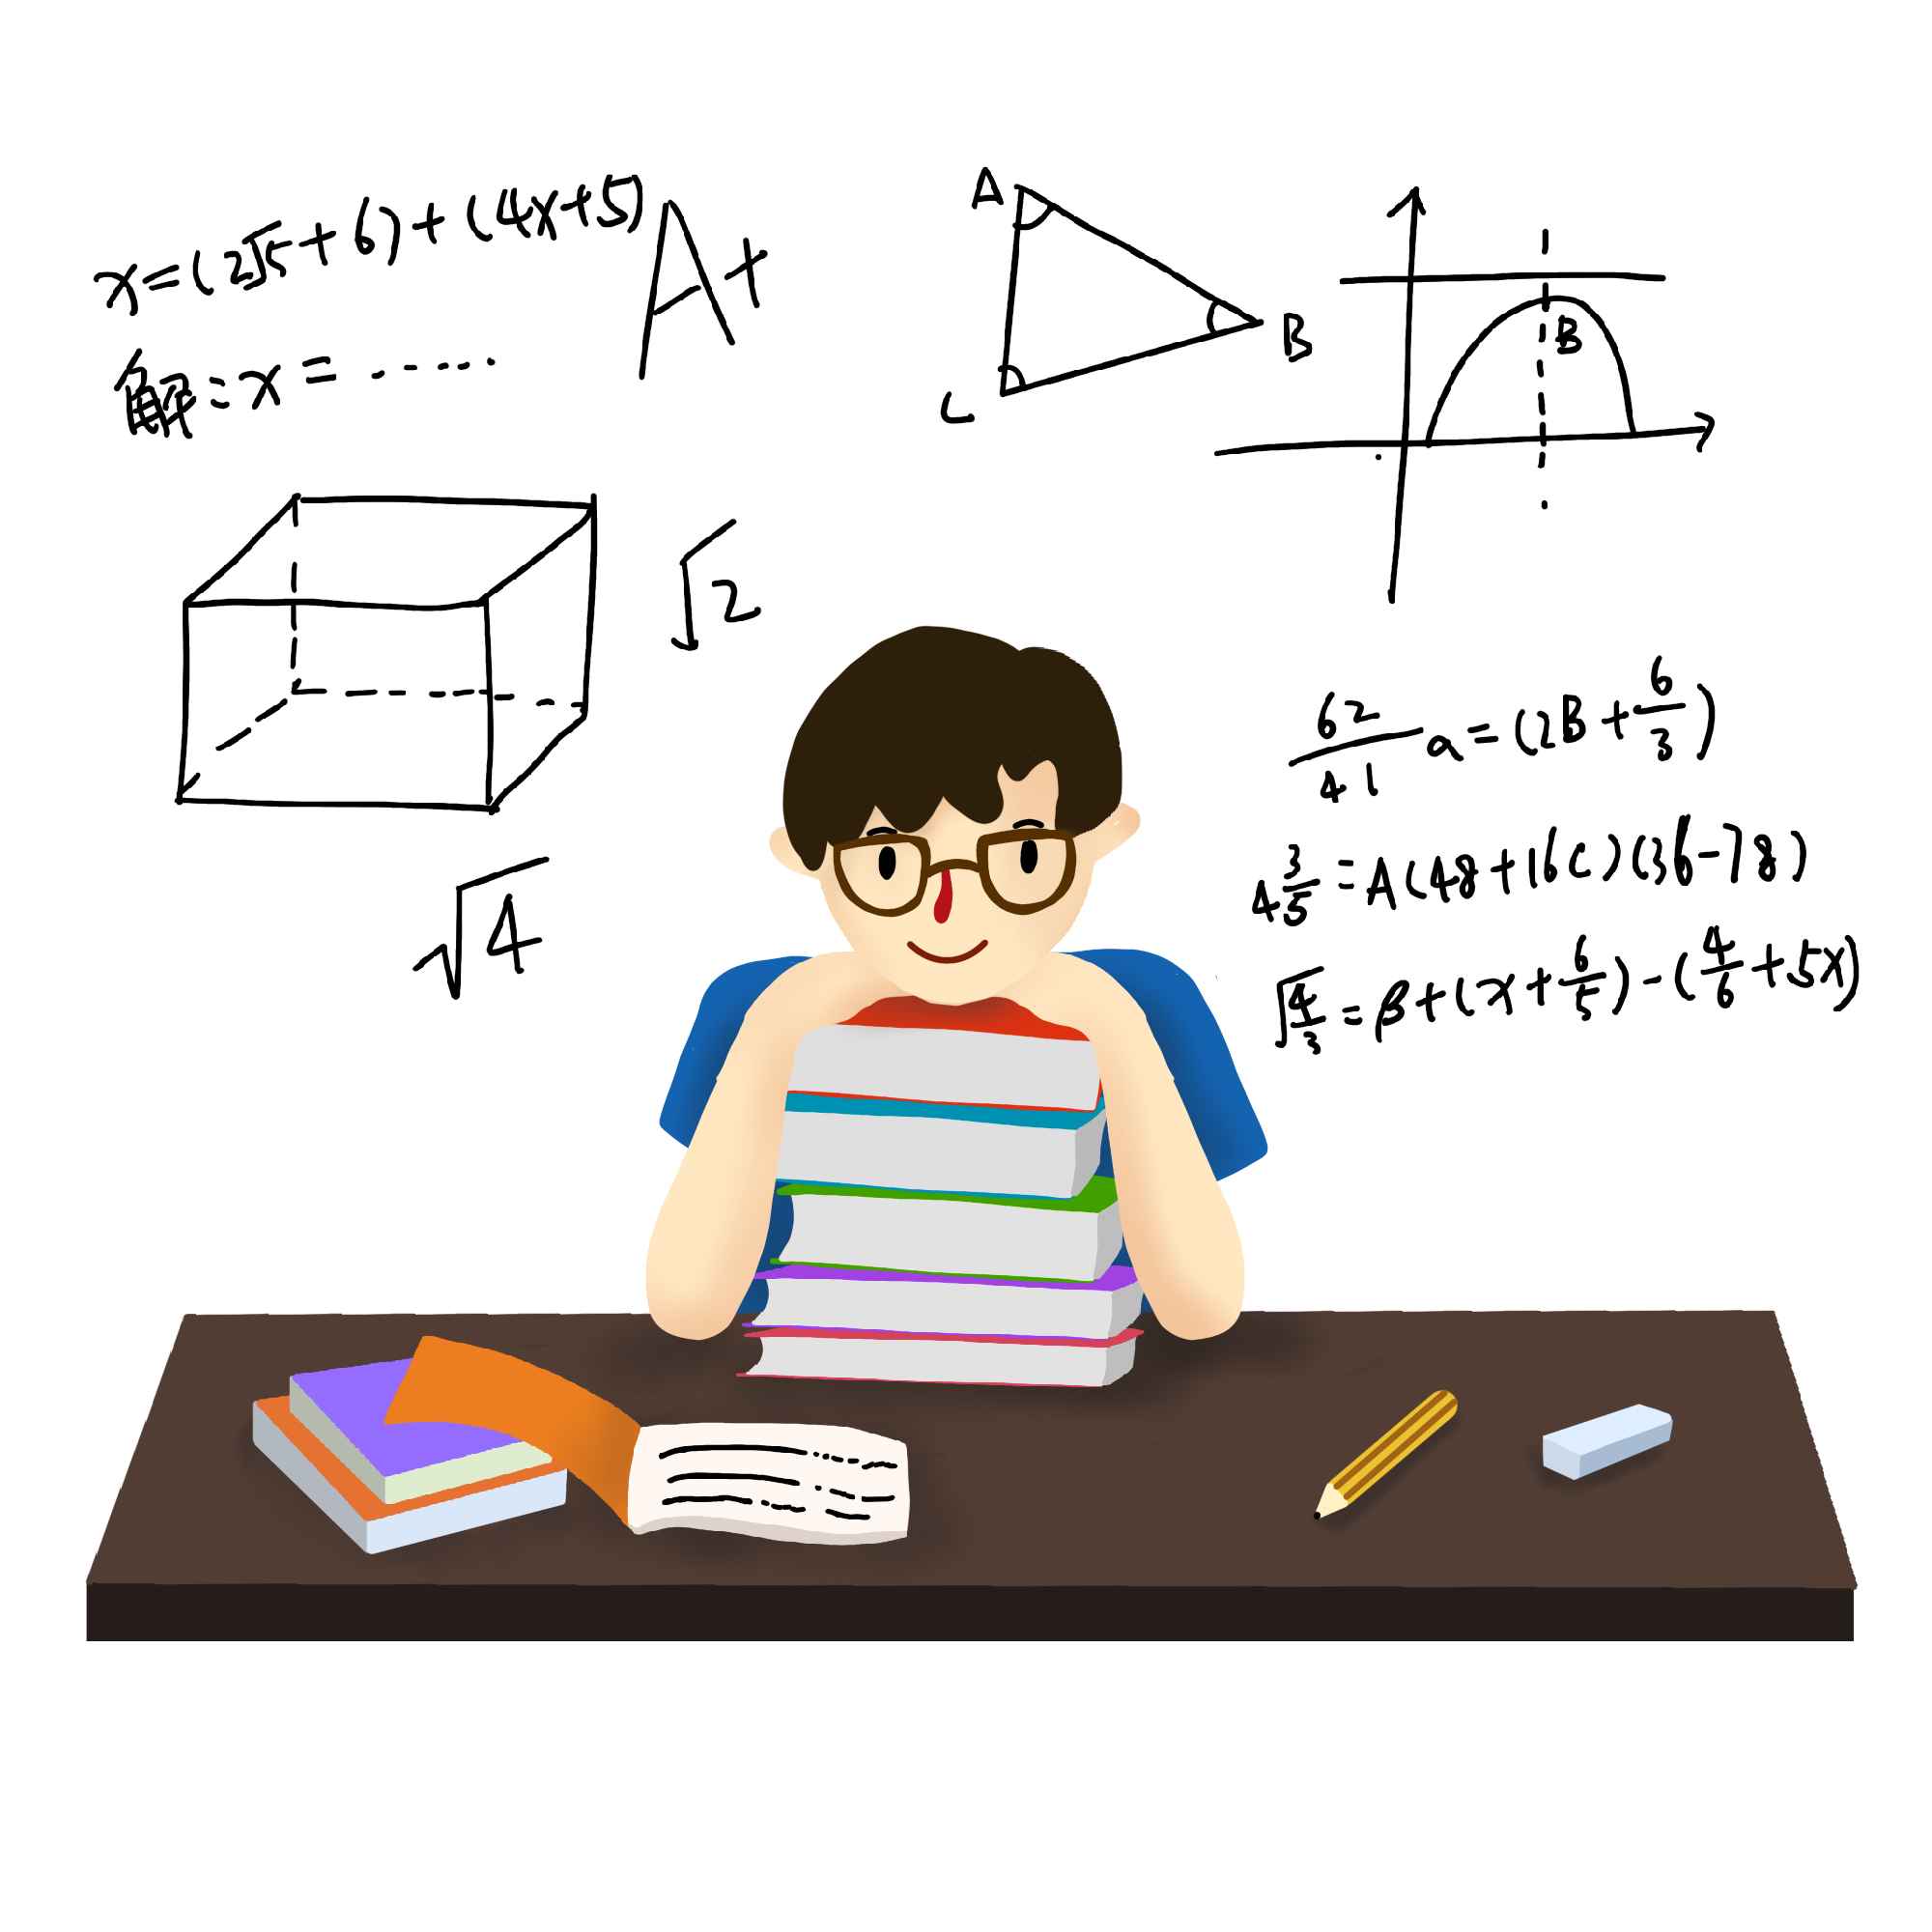 x=(2√5+6)+(4x+5)
A+
解:x=------
A
B
C
B
√2
√4
62/41 a=(2B+6/3)
4 3/5=A(48+16C)(36-78)
√4/3=β+(x+6/5)-(4/6+5x)